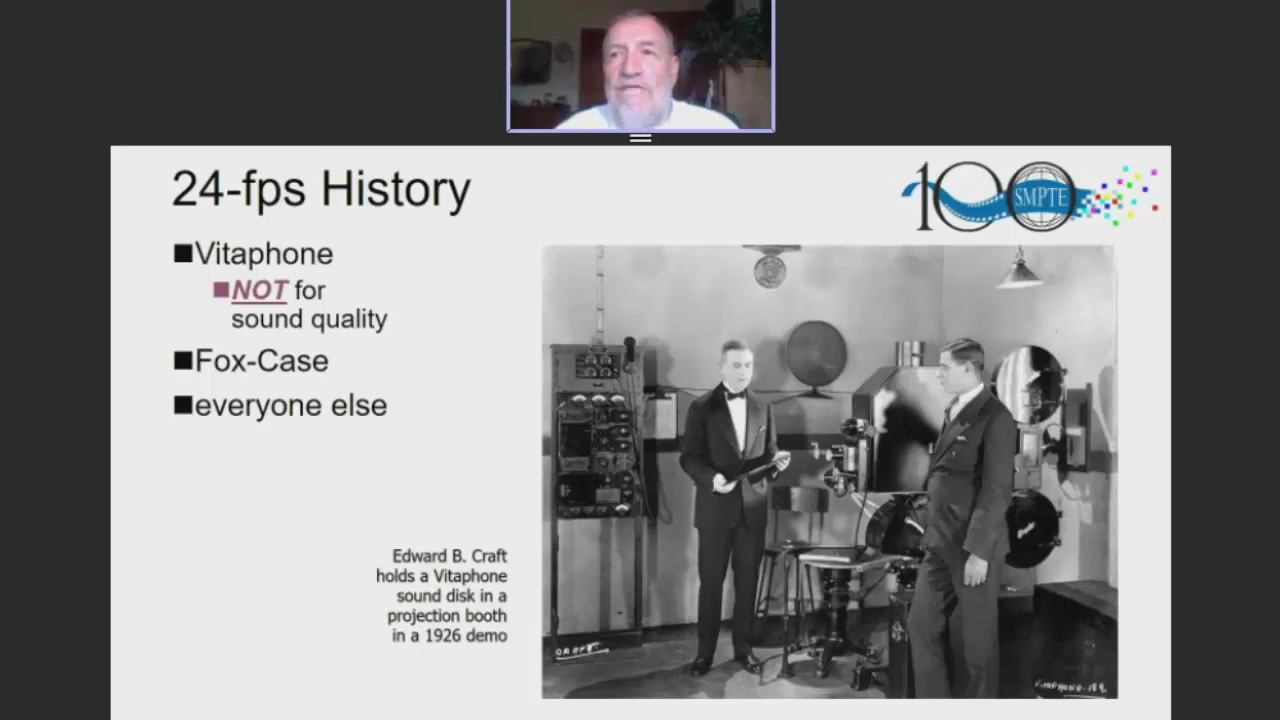 24-fps History
100
SMPTE
■Vitaphone
■NOT for
sound quality
■Fox-Case
■everyone else
Edward B. Craft
holds a Vitaphone
sound disk in a
projection booth
in a 1926 demo